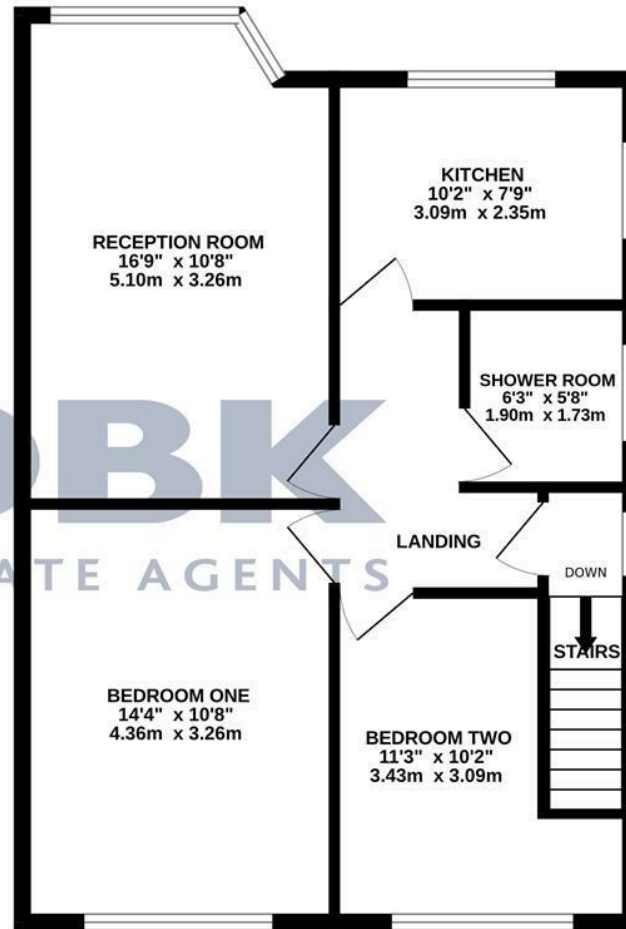 KITCHEN
10'2" x 7'9"
3.09m x 2.35m
RECEPTION ROOM
16'9" x 10'8"
5.10m x 3.26m
SHOWER ROOM
6'3" x 5'8"
1.90m x 1.73m
DBK
LANDING
ATE AGENTS
DOWN
STAIRS
BEDROOM ONE
14'4" x 10'8"
4.36m x 3.26m
BEDROOM TWO
11'3" x 10'2"
3.43m x 3.09m